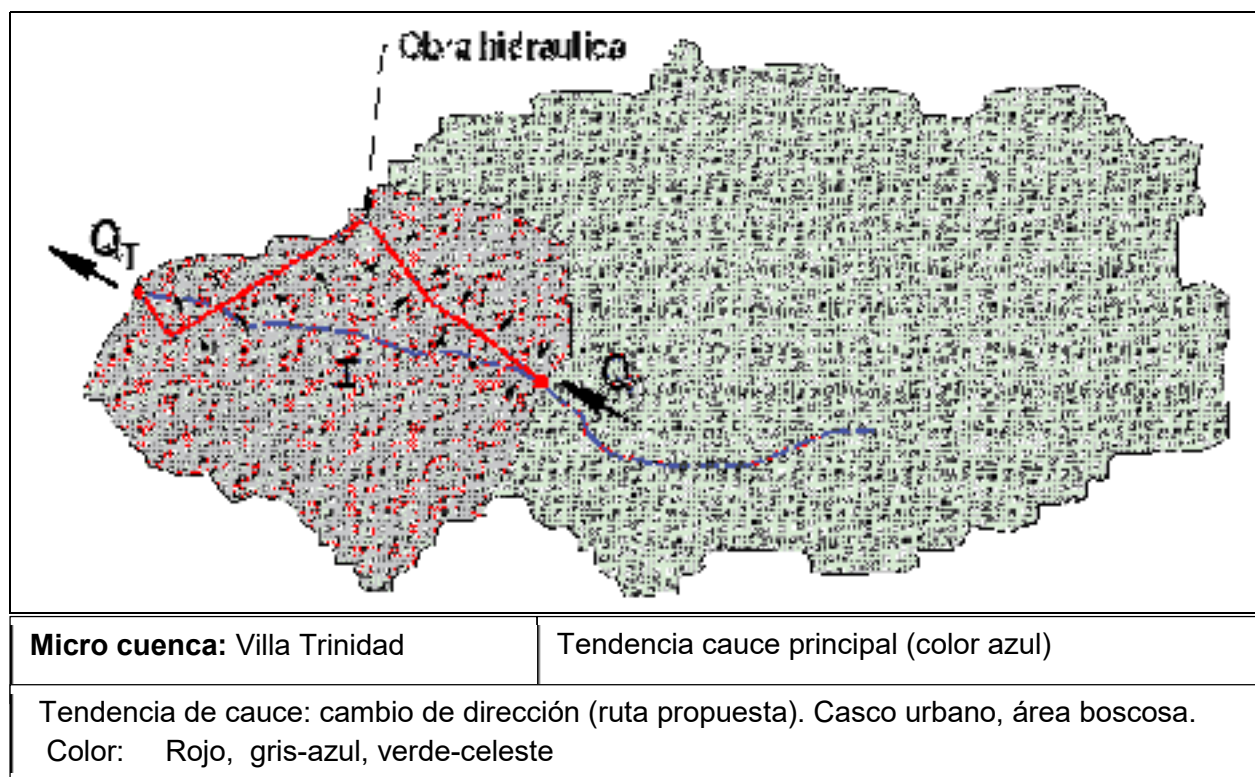 Obra hidraulica
Q_T
I
Q
Micro cuenca: Villa Trinidad
Tendencia cauce principal (color azul)
Tendencia de cauce: cambio de dirección (ruta propuesta). Casco urbano, área boscosa.
Color: Rojo, gris-azul, verde-celeste